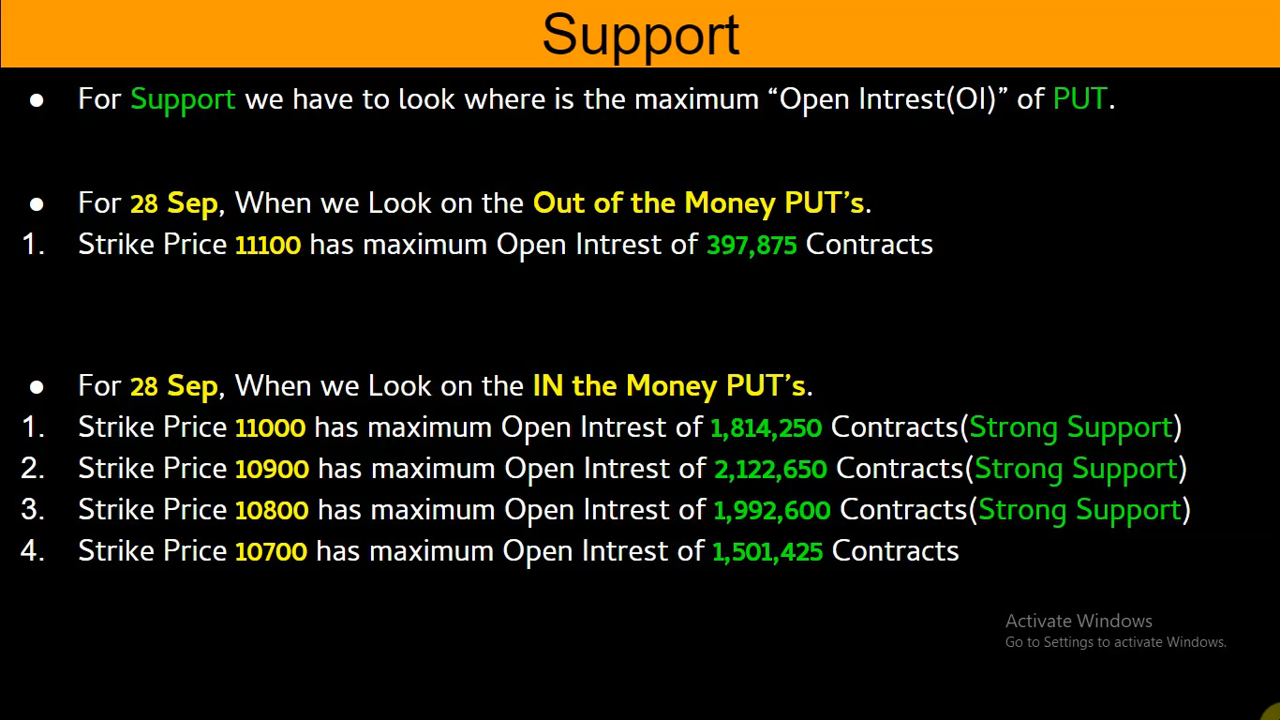 Support
● For Support we have to look where is the maximum “Open Intrest(OI)” of PUT.
● For 28 Sep, When we Look on the Out of the Money PUT’s.
1. Strike Price 11100 has maximum Open Intrest of 397,875 Contracts
● For 28 Sep, When we Look on the IN the Money PUT’s.
1. Strike Price 11000 has maximum Open Intrest of 1,814,250 Contracts(Strong Support)
2. Strike Price 10900 has maximum Open Intrest of 2,122,650 Contracts(Strong Support)
3. Strike Price 10800 has maximum Open Intrest of 1,992,600 Contracts(Strong Support)
4. Strike Price 10700 has maximum Open Intrest of 1,501,425 Contracts
Activate Windows
Go to Settings to activate Windows.